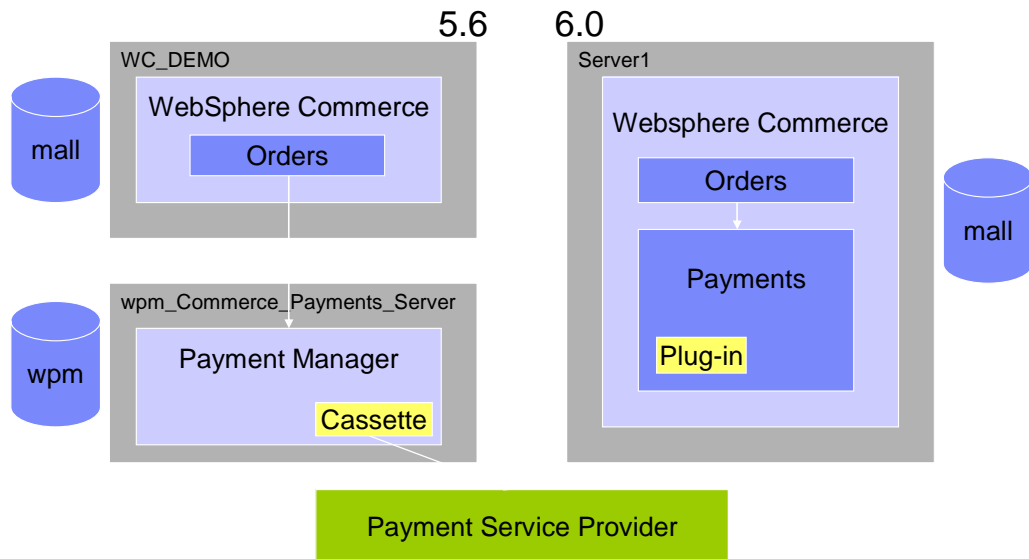 5.6
6.0
WC_DEMO
WebSphere Commerce
Orders
mall
wpm_Commerce_Payments_Server
Payment Manager
Cassette
wpm
Server1
Websphere Commerce
Orders
Payments
Plug-in
mall
Payment Service Provider